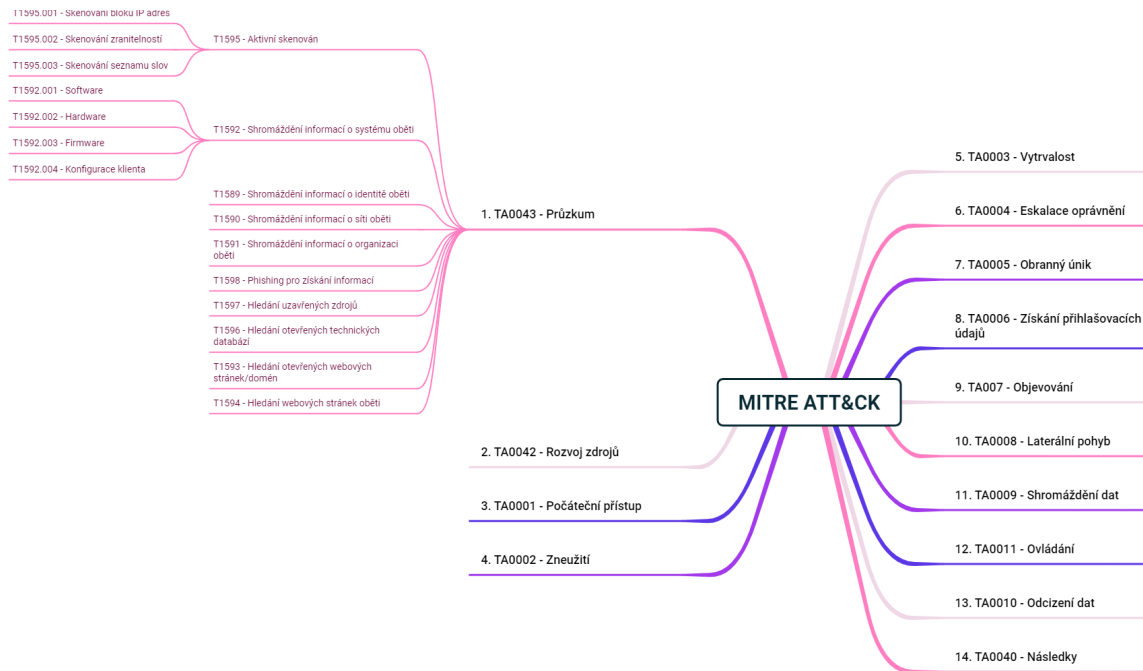 T1595.001 - Skenování bloku IP adres
T1595.002 - Skenování zranitelností
T1595.003 - Skenování seznamu slov
T1595 - Aktivní skenován
T1592.001 - Software
T1592.002 - Hardware
T1592.003 - Firmware
T1592.004 - Konfigurace klienta
T1592 - Shromáždění informací o systému oběti
T1589 - Shromáždění informací o identitě oběti
T1590 - Shromáždění informací o síti oběti
T1591 - Shromáždění informací o organizaci
oběti
T1598 - Phishing pro získání informací
T1597 - Hledání uzavřených zdrojů
T1596 - Hledání otevřených technických
databází
T1593 - Hledání otevřených webových
stránek/domén
T1594 - Hledání webových stránek oběti
1. TA0043 - Průzkum
2. TA0042 - Rozvoj zdrojů
3. TA0001 - Počáteční přístup
4. TA0002 - Zneužití
MITRE ATT&CK
5. TA0003 - Vytrvalost
6. TA0004 - Eskalace oprávnění
7. TA0005 - Obranný únik
8. TA0006 - Získání přihlašovacích
údajů
9. TA007 - Objevování
10. TA0008 - Laterální pohyb
11. TA0009 - Shromáždění dat
12. TA0011 - Ovládání
13. TA0010 - Odcizení dat
14. TA0040 - Následky